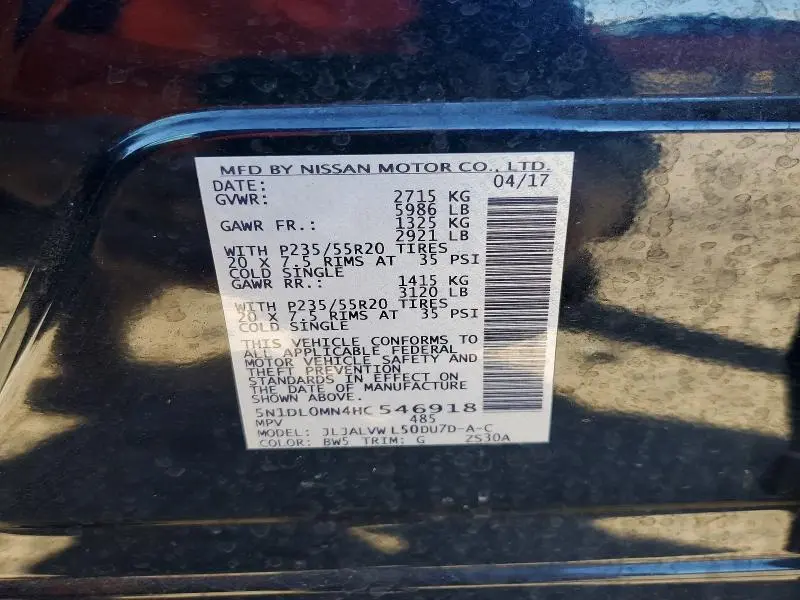 MFD BY NISSAN MOTOR CO., LTD.
DATE: 04/17
GVWR: 2715 KG
5986 LB
GAWR FR.: 1325 KG
2921 LB
WITH P235/55R20 TIRES
20 X 7.5 RIMS AT 35 PSI
COLD SINGLE
GAWR RR.: 1415 KG
3120 LB
WITH P235/55R20 TIRES
20 X 7.5 RIMS AT 35 PSI
COLD SINGLE
THIS VEHICLE CONFORMS TO
ALL APPLICABLE FEDERAL
MOTOR VEHICLE SAFETY AND
THEFT PREVENTION
STANDARDS IN EFFECT ON
THE DATE OF MANUFACTURE
SHOWN ABOVE.
5N1DL0MN4HC546918
MPV 485
MODEL: JLJALVW L50DU7D-A-C
COLOR: BW5 TRIM: G ZS30A